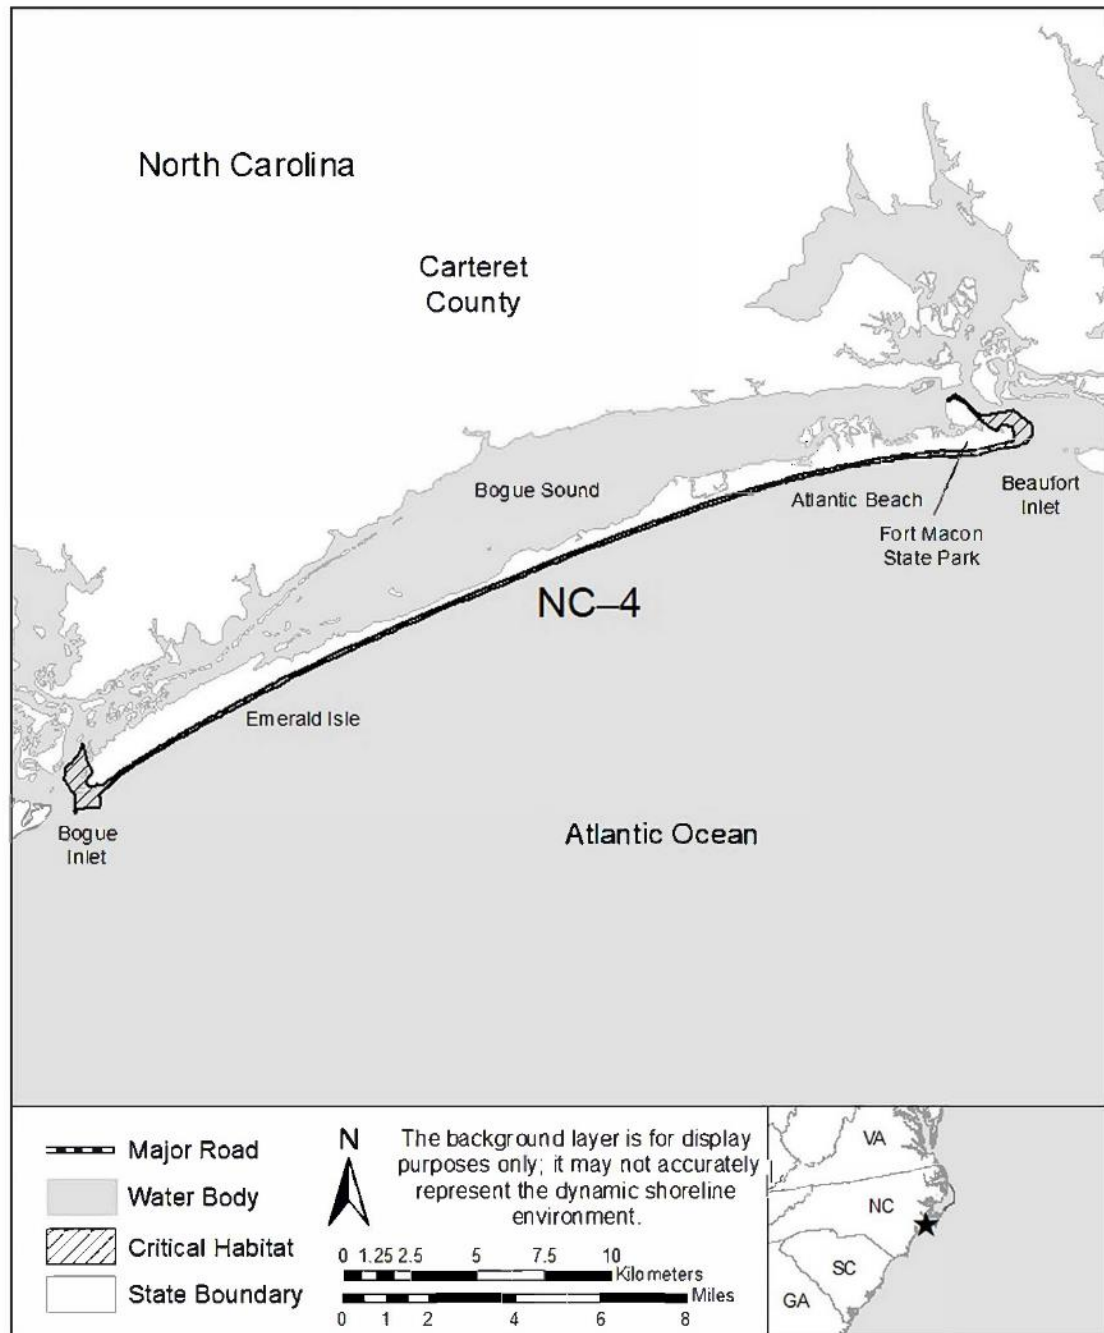 North Carolina
Carteret
County
Bogue Sound
Atlantic Beach
Beaufort
Inlet
Fort Macon
State Park
NC–4
Emerald Isle
Bogue
Inlet
Atlantic Ocean
Major Road
Water Body
Critical Habitat
State Boundary
N
The background layer is for display
purposes only; it may not accurately
represent the dynamic shoreline
environment.
0 1.25 2.5 5 7.5 10
Kilometers
Miles
0 1 2 4 6 8
VA
NC
SC
GA